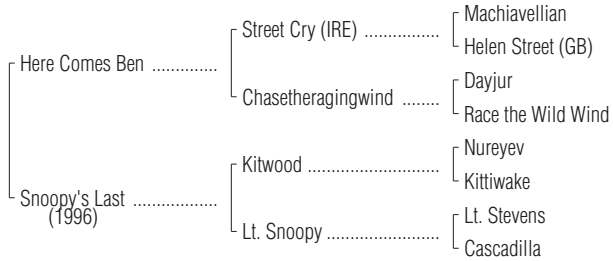 Machiavellian
Street Cry (IRE) .................
Helen Street (GB)
Here Comes Ben ..............
Dayjur
Chasetheragingwind ........
Race the Wild Wind
Nureyev
Kitwood .............................
Kittiwake
Snoopy's Last ..................
(1996)
Lt. Stevens
Lt. Snoopy .........................
Cascadilla